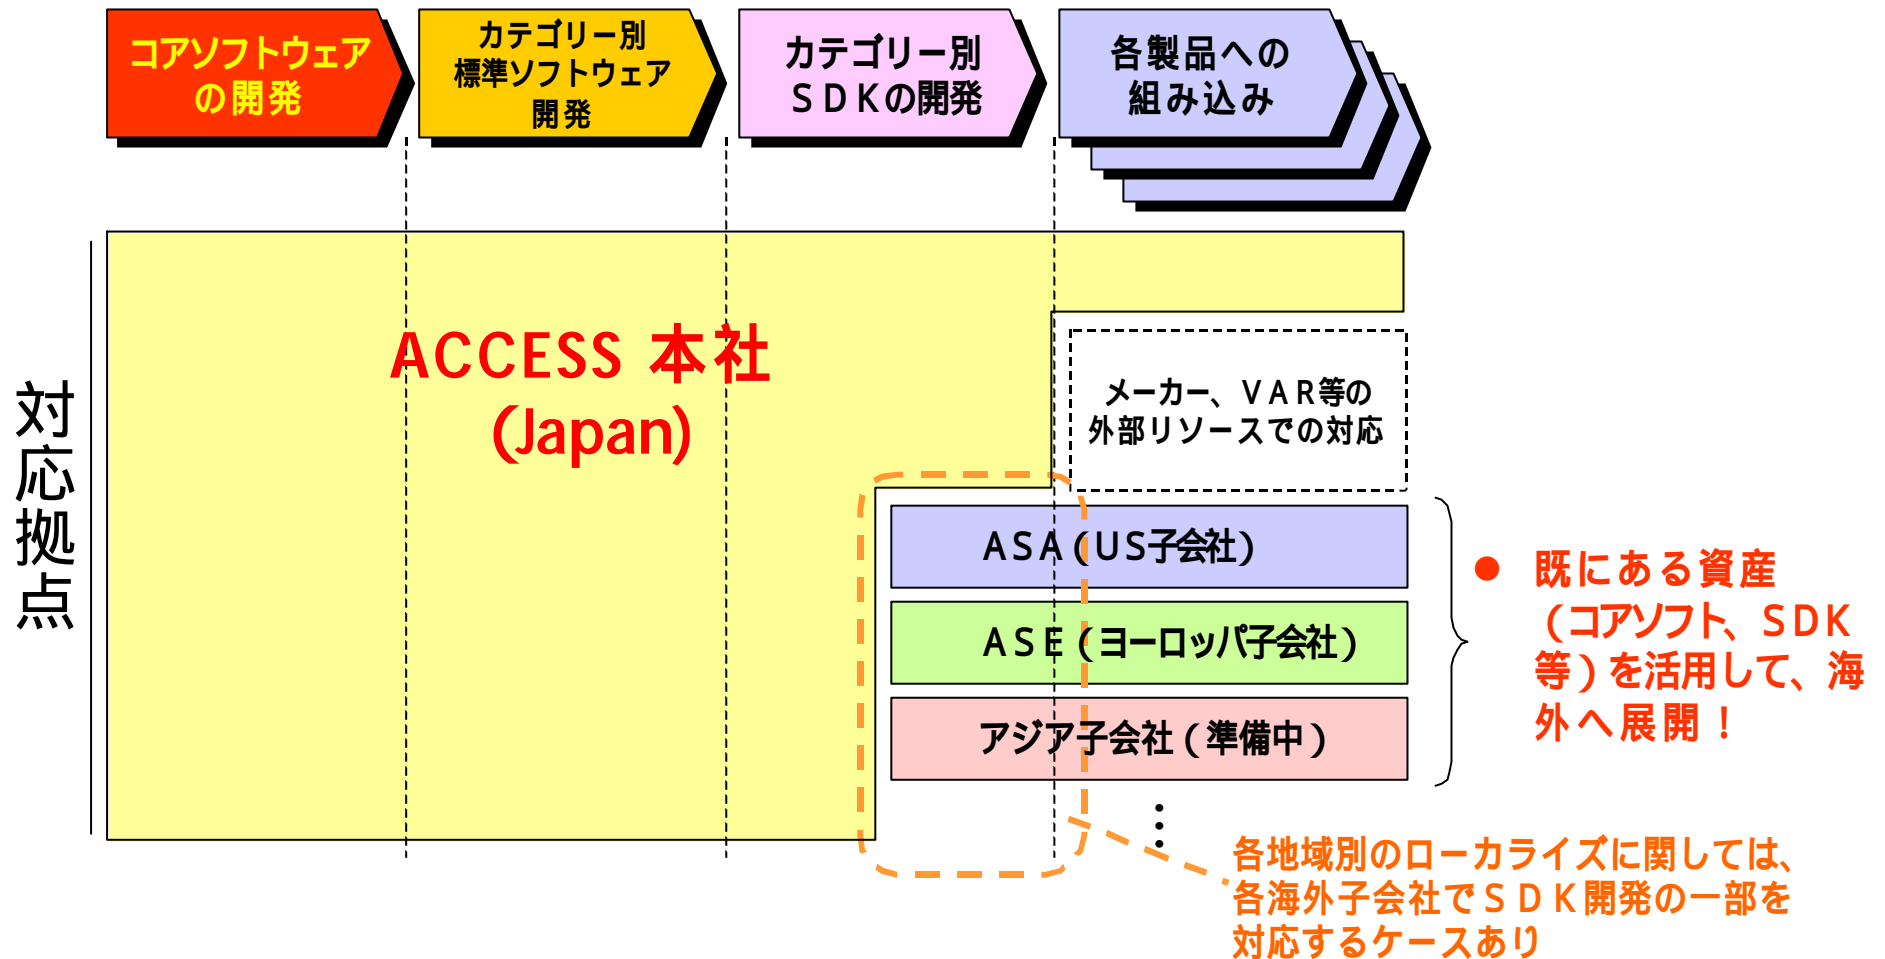 コアソフトウェア
の開発
カテゴリー別
標準ソフトウェア
開発
カテゴリー別
ＳＤＫの開発
各製品への
組み込み
対応拠点
ACCESS 本社
(Japan)
メーカー、ＶＡＲ等の
外部リソースでの対応
ＡＳＡ（ＵＳ子会社）
ＡＳＥ（ヨーロッパ子会社）
アジア子会社（準備中）
● 既にある資産
（コアソフト、ＳＤＫ
等）を活用して、海
外へ展開！
各地域別のローカライズに関しては、
各海外子会社でＳＤＫ開発の一部を
対応するケースあり